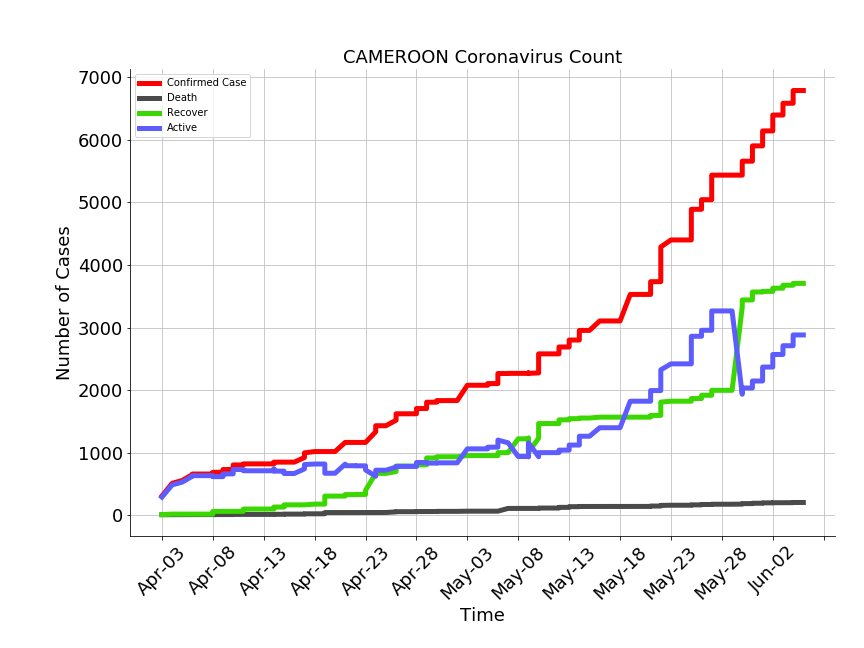 CAMEROON Coronavirus Count
Confirmed Case
Death
Recover
Active
Number of Cases
7000
6000
5000
4000
3000
2000
1000
0
Apr-03
Apr-08
Apr-13
Apr-18
Apr-23
Apr-28
May-03
May-08
May-13
May-18
May-23
May-28
Jun-02
Time